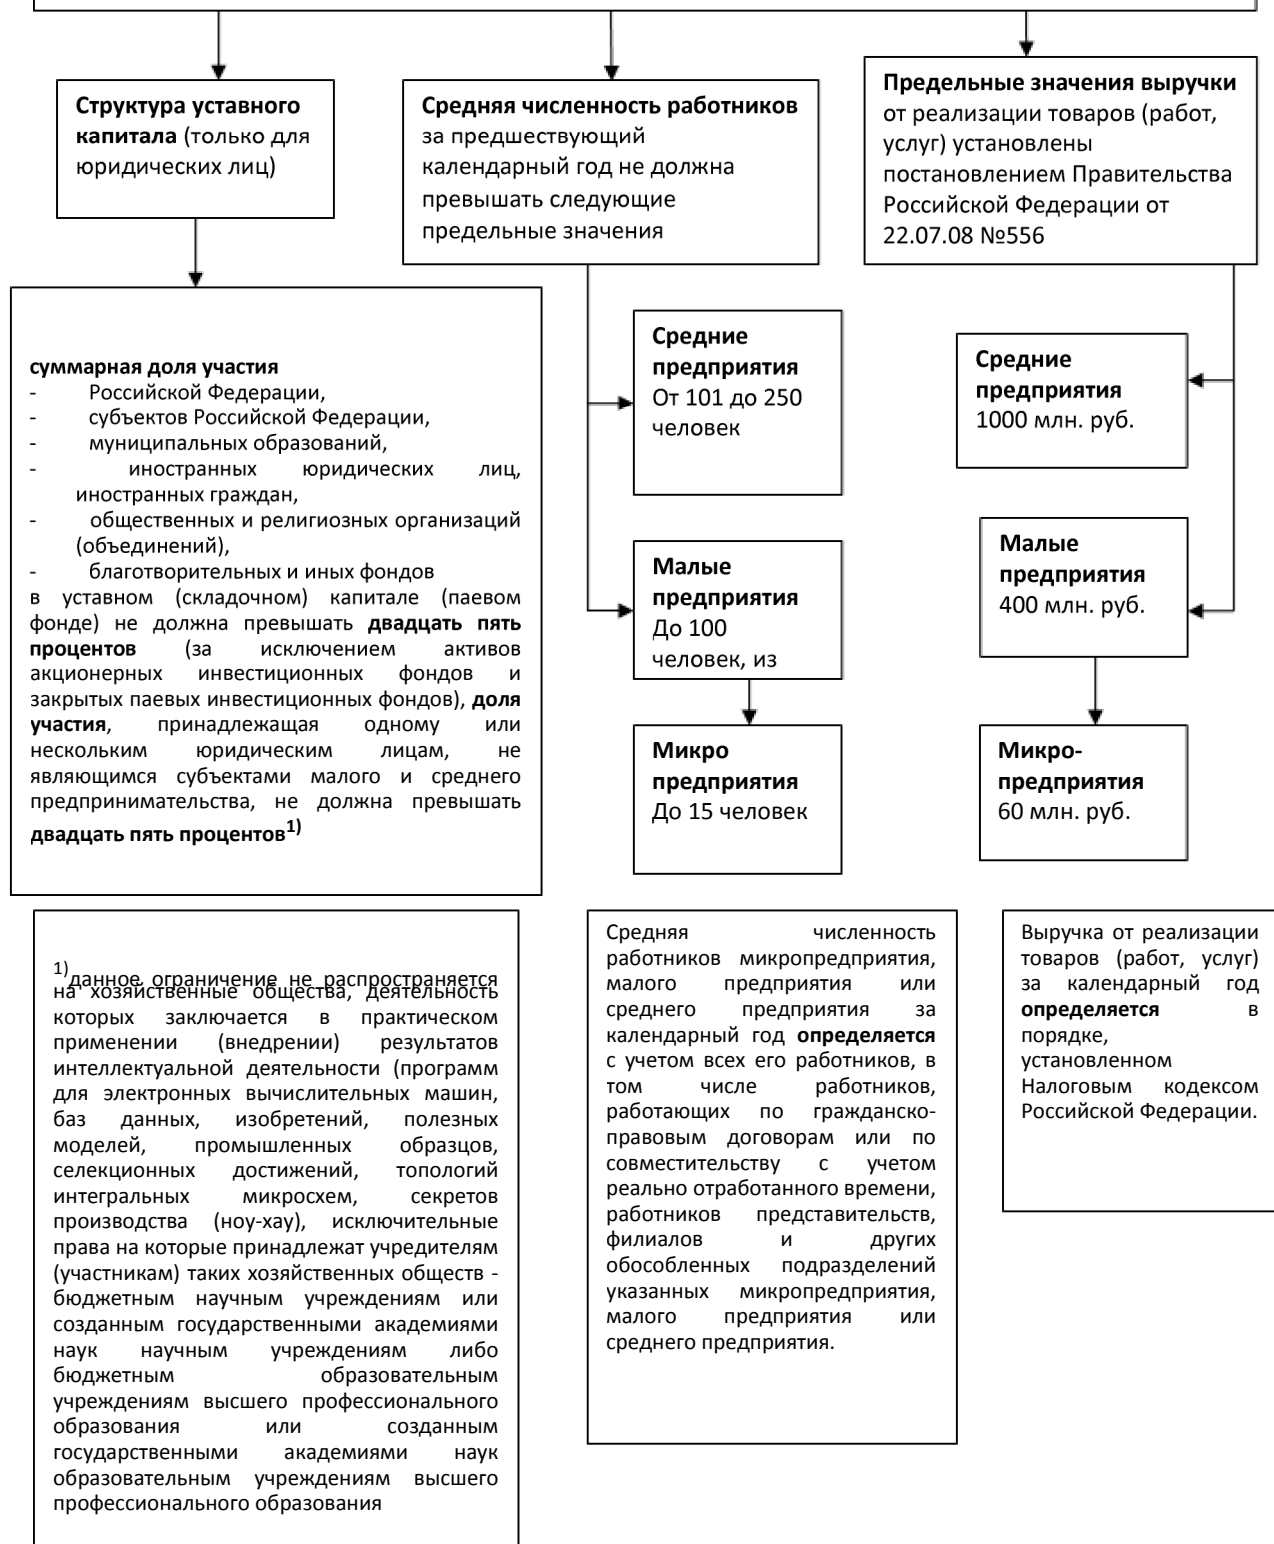 Структура уставного
капитала (только для
юридических лиц)
Средняя численность работников
за предшествующий
календарный год не должна
превышать следующие
предельные значения
Предельные значения выручки
от реализации товаров (работ,
услуг) установлены
постановлением Правительства
Российской Федерации от
22.07.08 №556
суммарная доля участия
- Российской Федерации,
- субъектов Российской Федерации,
- муниципальных образований,
- иностранных юридических лиц,
иностранных граждан,
- общественных и религиозных организаций
(объединений),
- благотворительных и иных фондов
в уставном (складочном) капитале (паевом
фонде) не должна превышать двадцать пять
процентов (за исключением активов
акционерных инвестиционных фондов и
закрытых паевых инвестиционных фондов), доля
участия, принадлежащая одному или
нескольким юридическим лицам, не
являющимся субъектами малого и среднего
предпринимательства, не должна превышать
двадцать пять процентов1)
Средние
предприятия
От 101 до 250
человек
Малые
предприятия
До 100
человек, из
Микро
предприятия
До 15 человек
Средние
предприятия
1000 млн. руб.
Малые
предприятия
400 млн. руб.
Микро-
предприятия
60 млн. руб.
1)данное ограничение не распространяется
на хозяйственные общества, деятельность
которых заключается в практическом
применении (внедрении) результатов
интеллектуальной деятельности (программ
для электронных вычислительных машин,
баз данных, изобретений, полезных
моделей, промышленных образцов,
селекционных достижений, топологий
интегральных микросхем, секретов
производства (ноу-хау), исключительные
права на которые принадлежат учредителям
(участникам) таких хозяйственных обществ -
бюджетным научным учреждениям или
созданным государственными академиями
наук научным учреждениям либо
бюджетным образовательным
учреждениям высшего профессионального
образования или созданным
государственными академиями наук
образовательным учреждениям высшего
профессионального образования
Средняя численность
работников микропредприятия,
малого предприятия или
среднего предприятия за
календарный год определяется
с учетом всех его работников, в
том числе работников,
работающих по гражданско-
правовым договорам или по
совместительству с учетом
реально отработанного времени,
работников представительств,
филиалов и других
обособленных подразделений
указанных микропредприятия,
малого предприятия или
среднего предприятия.
Выручка от реализации
товаров (работ, услуг)
за календарный год
определяется в
порядке,
установленном
Налоговым кодексом
Российской Федерации.